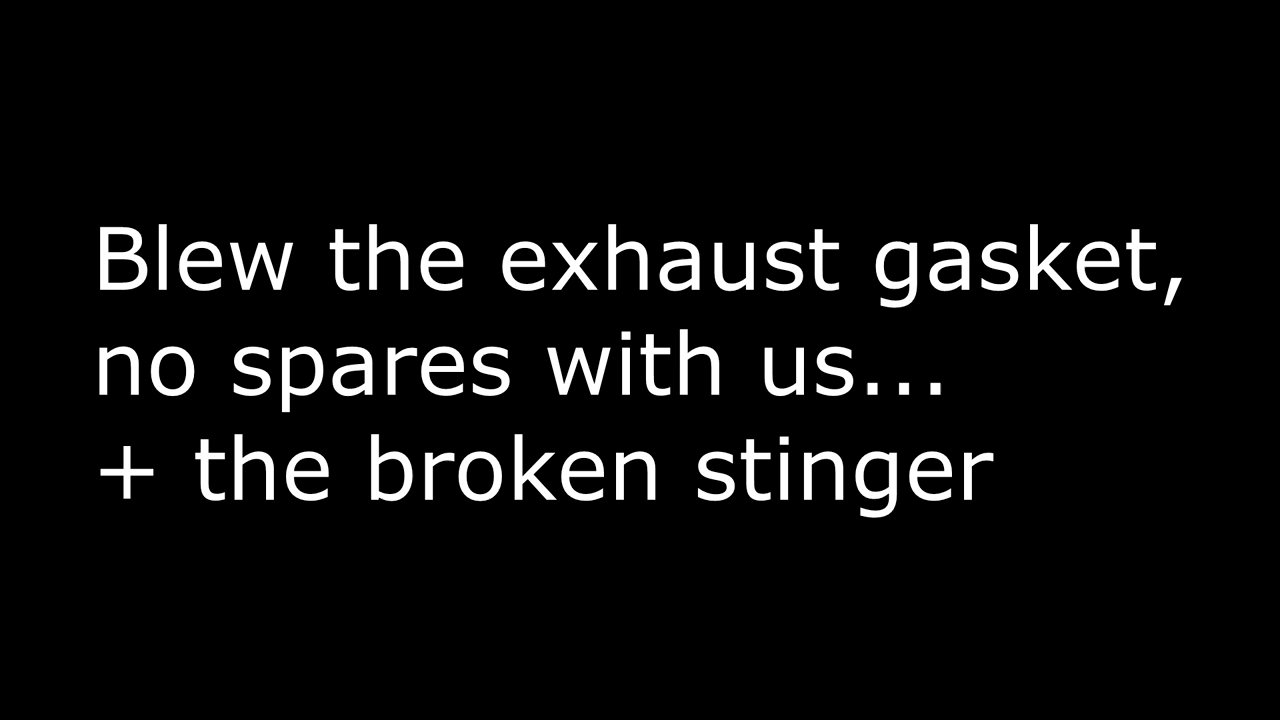 Blew the exhaust gasket,
no spares with us...
+ the broken stinger